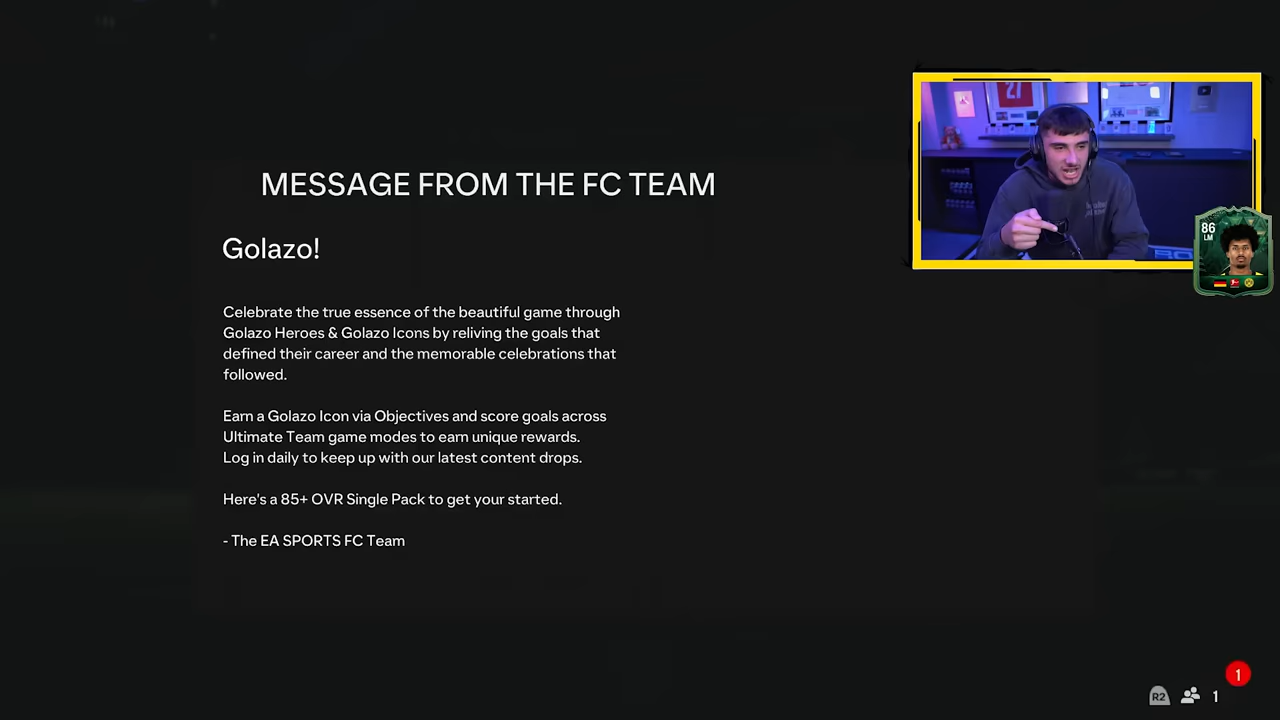 MESSAGE FROM THE FC TEAM
Golazo!
Celebrate the true essence of the beautiful game through
Golazo Heroes & Golazo Icons by reliving the goals that
defined their career and the memorable celebrations that
followed.
Earn a Golazo Icon via Objectives and score goals across
Ultimate Team game modes to earn unique rewards.
Log in daily to keep up with our latest content drops.
Here's a 85+ OVR Single Pack to get your started.
- The EA SPORTS FC Team
27
86
LM
1
R2
1